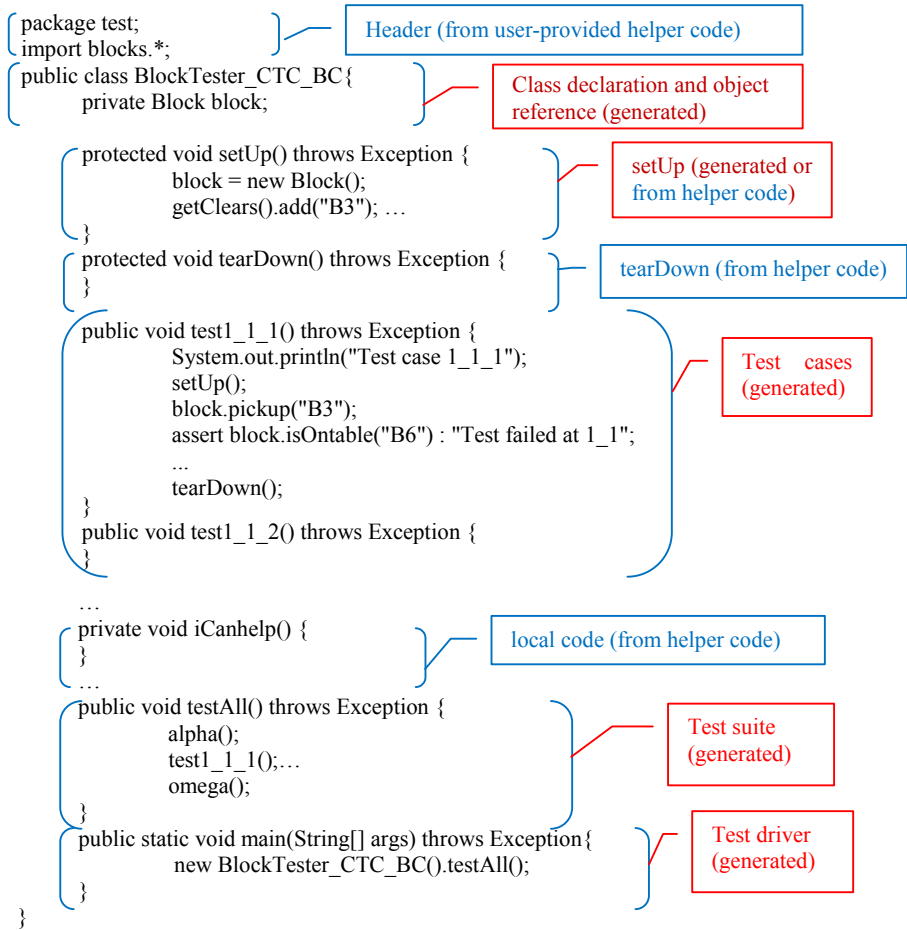 package test;
import blocks.*;
Header (from user-provided helper code)
public class BlockTester_CTC_BC{
private Block block;
Class declaration and object
reference (generated)
protected void setUp() throws Exception {
block = new Block();
getClears().add("B3"); …
}
setUp (generated or
from helper code)
protected void tearDown() throws Exception {
}
tearDown (from helper code)
public void test1_1_1() throws Exception {
System.out.println("Test case 1_1_1");
setUp();
block.pickup("B3");
assert block.isOntable("B6") : "Test failed at 1_1";
...
tearDown();
}
public void test1_1_2() throws Exception {
}
Test cases
(generated)
…
private void iCanhelp() {
}
local code (from helper code)
…
public void testAll() throws Exception {
alpha();
test1_1_1();…
omega();
}
Test suite
(generated)
public static void main(String[] args) throws Exception{
new BlockTester_CTC_BC().testAll();
}
Test driver
(generated)
}